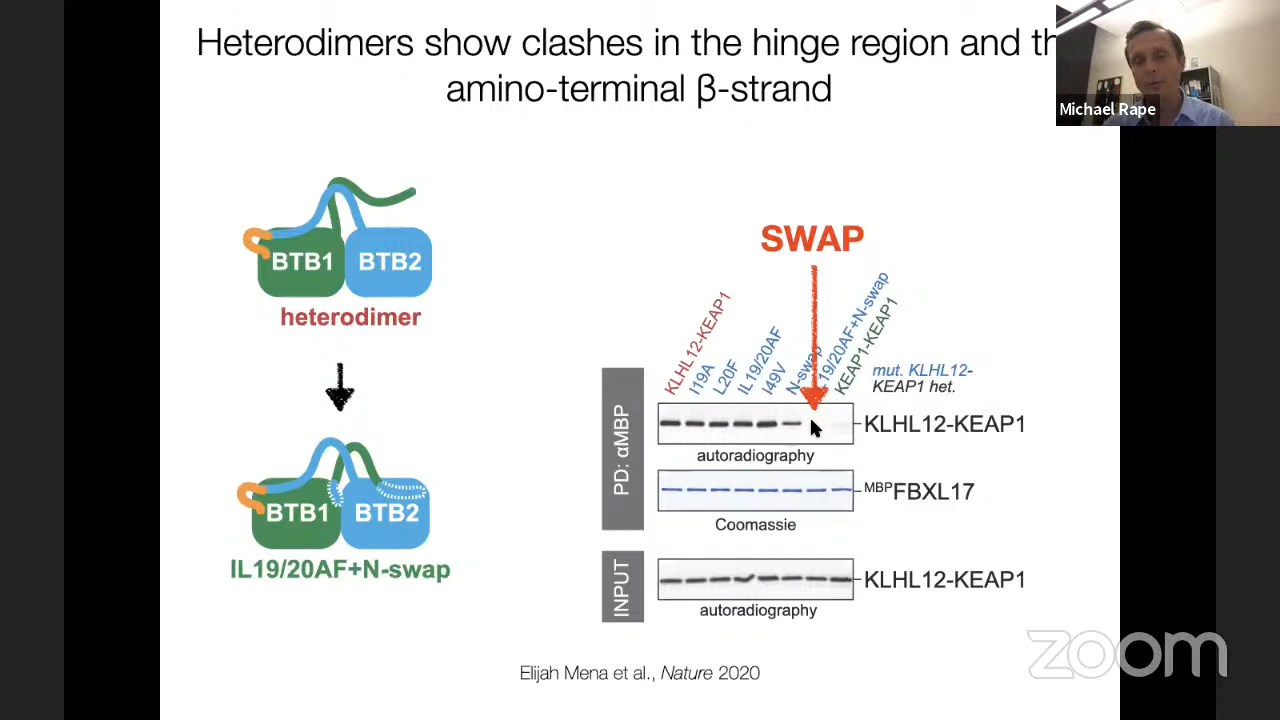 Heterodimers show clashes in the hinge region and th
amino-terminal β-strand
Michael Rape
BTB1
BTB2
heterodimer
BTB1
BTB2
IL19/20AF+N-swap
SWAP
KLHL12-KEAP1
I19A
L20F
IL19/20AF
I49V
N-swap
L19/20AF+N-swap
KEAP1-KEAP1
mut. KLHL12-
KEAP1 het.
PD: αMBP
KLHL12-KEAP1
autoradiography
MBPFBXL17
Coomassie
INPUT
KLHL12-KEAP1
autoradiography
Elijah Mena et al., Nature 2020
zoom